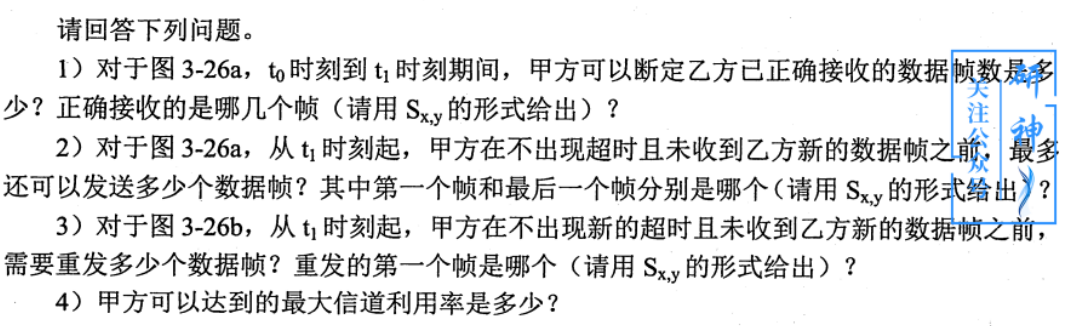 请回答下列问题。
1）对于图 3-26a，t₀ 时刻到 t₁ 时刻期间，甲方可以断定乙方已正确接收的数据帧数是多
少？正确接收的是哪几个帧（请用 Sx,y 的形式给出）？
2）对于图 3-26a，从 t₁ 时刻起，甲方在不出现超时且未收到乙方新的数据帧之前，最多
还可以发送多少个数据帧？其中第一个帧和最后一个帧分别是哪个（请用 Sx,y 的形式给出）？
3）对于图 3-26b，从 t₁ 时刻起，甲方在不出现新的超时且未收到乙方新的数据帧之前，
需要重发多少个数据帧？重发的第一个帧是哪个（请用 Sx,y 的形式给出）？
4）甲方可以达到的最大信道利用率是多少？
关注公众号
研神